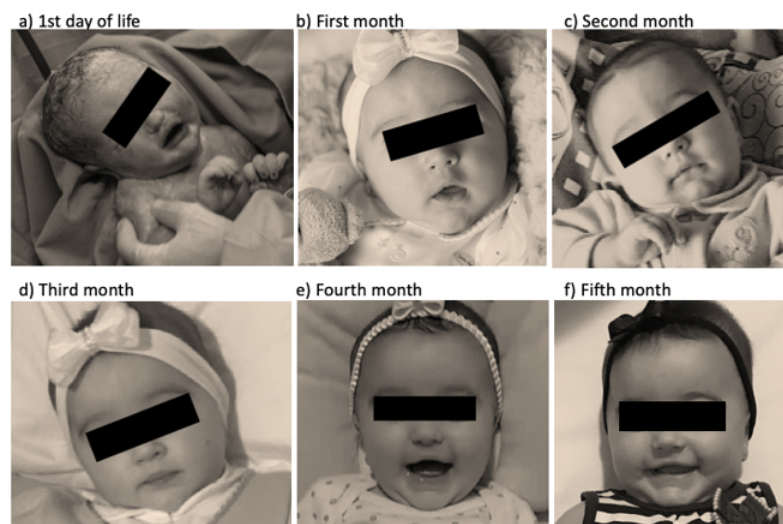 a) 1st day of life
b) First month
c) Second month
d) Third month
e) Fourth month
f) Fifth month